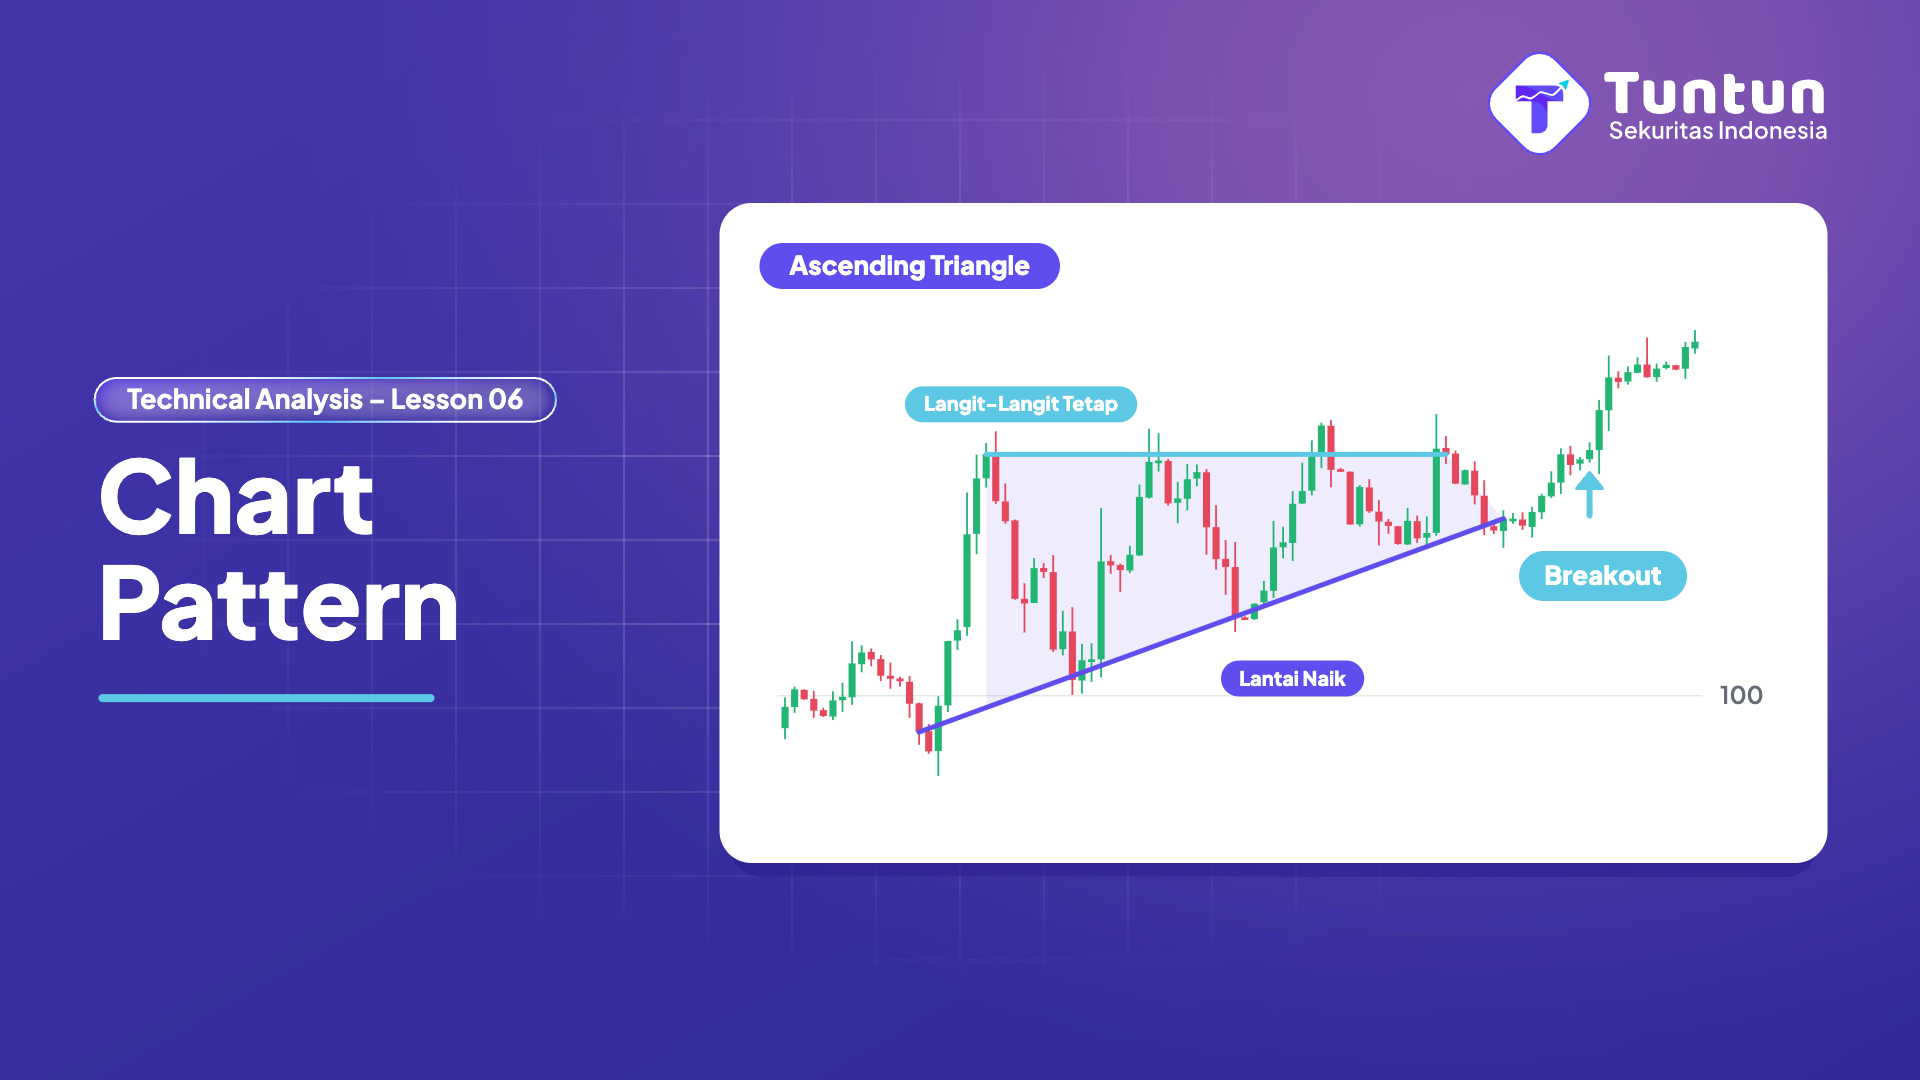 Tuntun
Sekuritas Indonesia
Technical Analysis – Lesson 06
Chart
Pattern
Ascending Triangle
Langit-Langit Tetap
Breakout
Lantai Naik
100